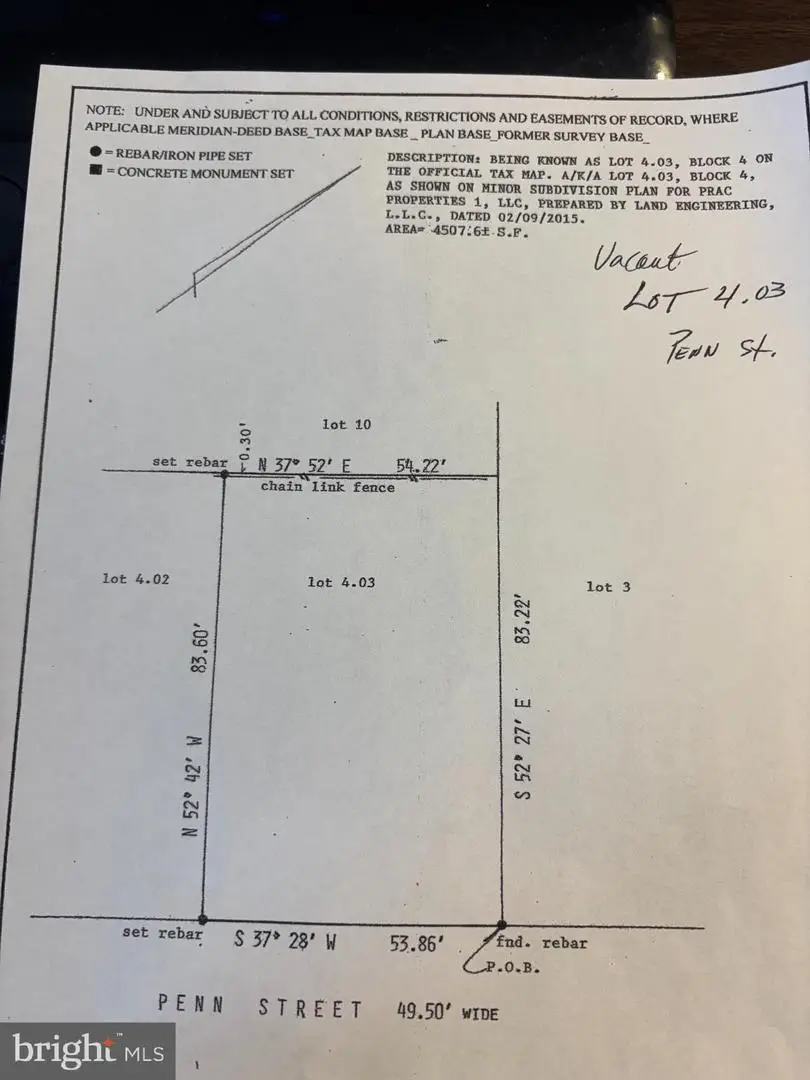 NOTE: UNDER AND SUBJECT TO ALL CONDITIONS, RESTRICTIONS AND EASEMENTS OF RECORD, WHERE
APPLICABLE MERIDIAN-DEED BASE_TAX MAP BASE _ PLAN BASE_FORMER SURVEY BASE_
● = REBAR/IRON PIPE SET
■ = CONCRETE MONUMENT SET
DESCRIPTION: BEING KNOWN AS LOT 4.03, BLOCK 4 ON
THE OFFICIAL TAX MAP. A/K/A LOT 4.03, BLOCK 4,
AS SHOWN ON MINOR SUBDIVISION PLAN FOR PRAC
PROPERTIES 1, LLC, PREPARED BY LAND ENGINEERING,
L.L.C., DATED 02/09/2015.
AREA= 4507.6± S.F.
Vacant
LOT 4.03
PENN St.
lot 10
0.30'
set rebar
N 37° 52' E 54.22'
chain link fence
lot 4.02
lot 4.03
lot 3
N 52° 42' W 83.60'
S 52° 27' E 83.22'
set rebar
S 37° 28' W 53.86'
fnd. rebar
P.O.B.
PENN STREET 49.50' WIDE
bright™ MLS